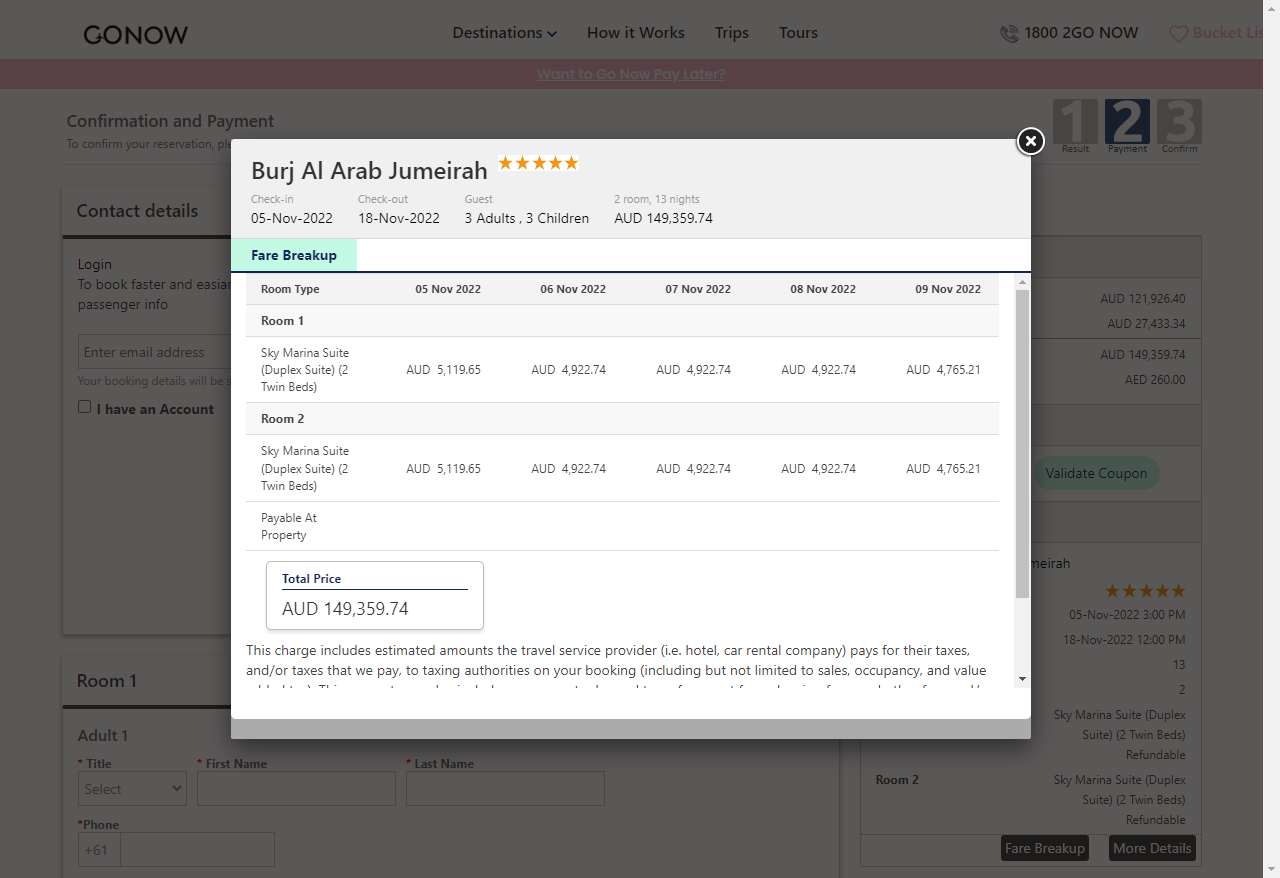 GONOW
Destinations
How it Works
Trips
Tours
1800 2GO NOW
Bucket Lis
Want to Go Now Pay Later?
Confirmation and Payment
To confirm your reservation, ple
1 2 3
Result Payment Confirm
Burj Al Arab Jumeirah
Check-in Check-out Guest 2 room, 13 nights
05-Nov-2022 18-Nov-2022 3 Adults , 3 Children AUD 149,359.74
Fare Breakup
Room Type 05 Nov 2022 06 Nov 2022 07 Nov 2022 08 Nov 2022 09 Nov 2022
Room 1
Sky Marina Suite
(Duplex Suite) (2 AUD 5,119.65 AUD 4,922.74 AUD 4,922.74 AUD 4,922.74 AUD 4,765.21
Twin Beds)
Room 2
Sky Marina Suite
(Duplex Suite) (2 AUD 5,119.65 AUD 4,922.74 AUD 4,922.74 AUD 4,922.74 AUD 4,765.21
Twin Beds)
Payable At
Property
Total Price
AUD 149,359.74
This charge includes estimated amounts the travel service provider (i.e. hotel, car rental company) pays for their taxes,
and/or taxes that we pay, to taxing authorities on your booking (including but not limited to sales, occupancy, and value
Contact details
Login
To book faster and easiar
passenger info
Enter email address
Your booking details will be s
I have an Account
Room 1
Adult 1
* Title * First Name * Last Name
Select
*Phone
+61
AUD 121,926.40
AUD 27,433.34
AUD 149,359.74
AED 260.00
Validate Coupon
meirah
05-Nov-2022 3:00 PM
18-Nov-2022 12:00 PM
13
2
Sky Marina Suite (Duplex
Suite) (2 Twin Beds)
Refundable
Room 2 Sky Marina Suite (Duplex
Suite) (2 Twin Beds)
Refundable
Fare Breakup More Details